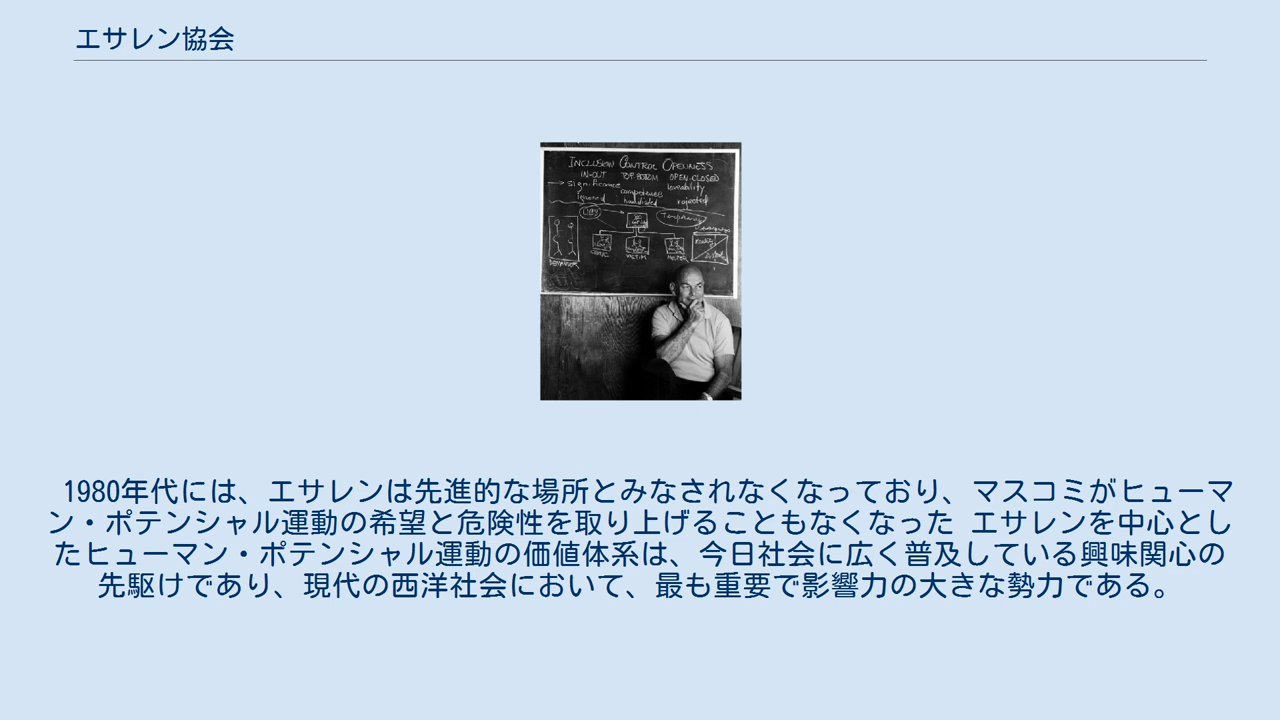 エサレン協会
INCLUSION CONTROL OPENNESS
IN-OUT TOP BOTTOM OPEN-CLOSED
significance competence loveability
ignored humiliated rejected
VICTIM HELPER
BEHAVIOR
1980年代には、エサレンは先進的な場所とみなされなくなっており、マスコミがヒューマ
ン・ポテンシャル運動の希望と危険性を取り上げることもなくなった エサレンを中心とし
たヒューマン・ポテンシャル運動の価値体系は、今日社会に広く普及している興味関心の
先駆けであり、現代の西洋社会において、最も重要で影響力の大きな勢力である。